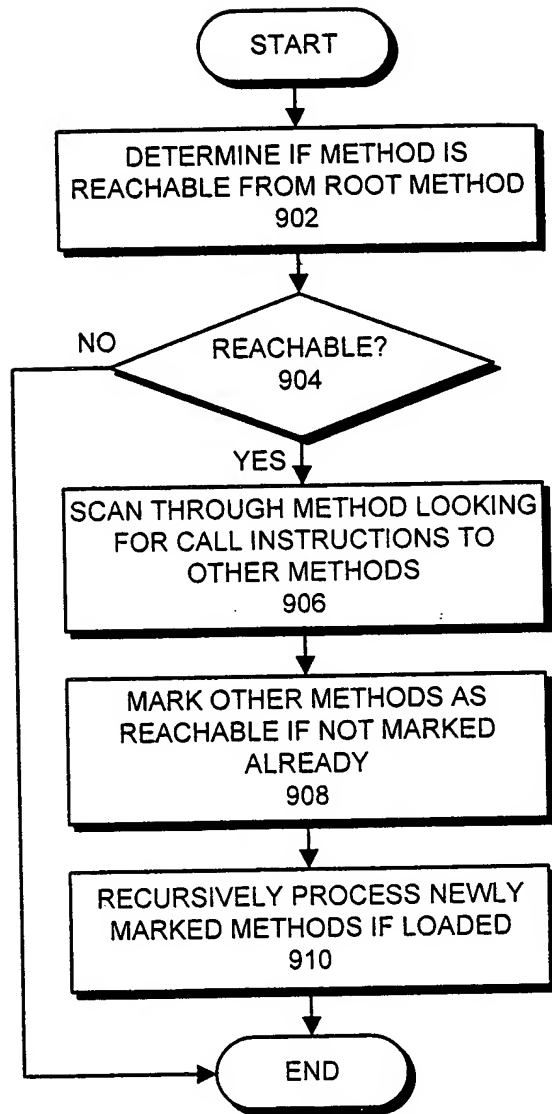 START
DETERMINE IF METHOD IS
REACHABLE FROM ROOT METHOD
902
NO
REACHABLE?
904
YES
SCAN THROUGH METHOD LOOKING
FOR CALL INSTRUCTIONS TO
OTHER METHODS
906
MARK OTHER METHODS AS
REACHABLE IF NOT MARKED
ALREADY
908
RECURSIVELY PROCESS NEWLY
MARKED METHODS IF LOADED
910
END